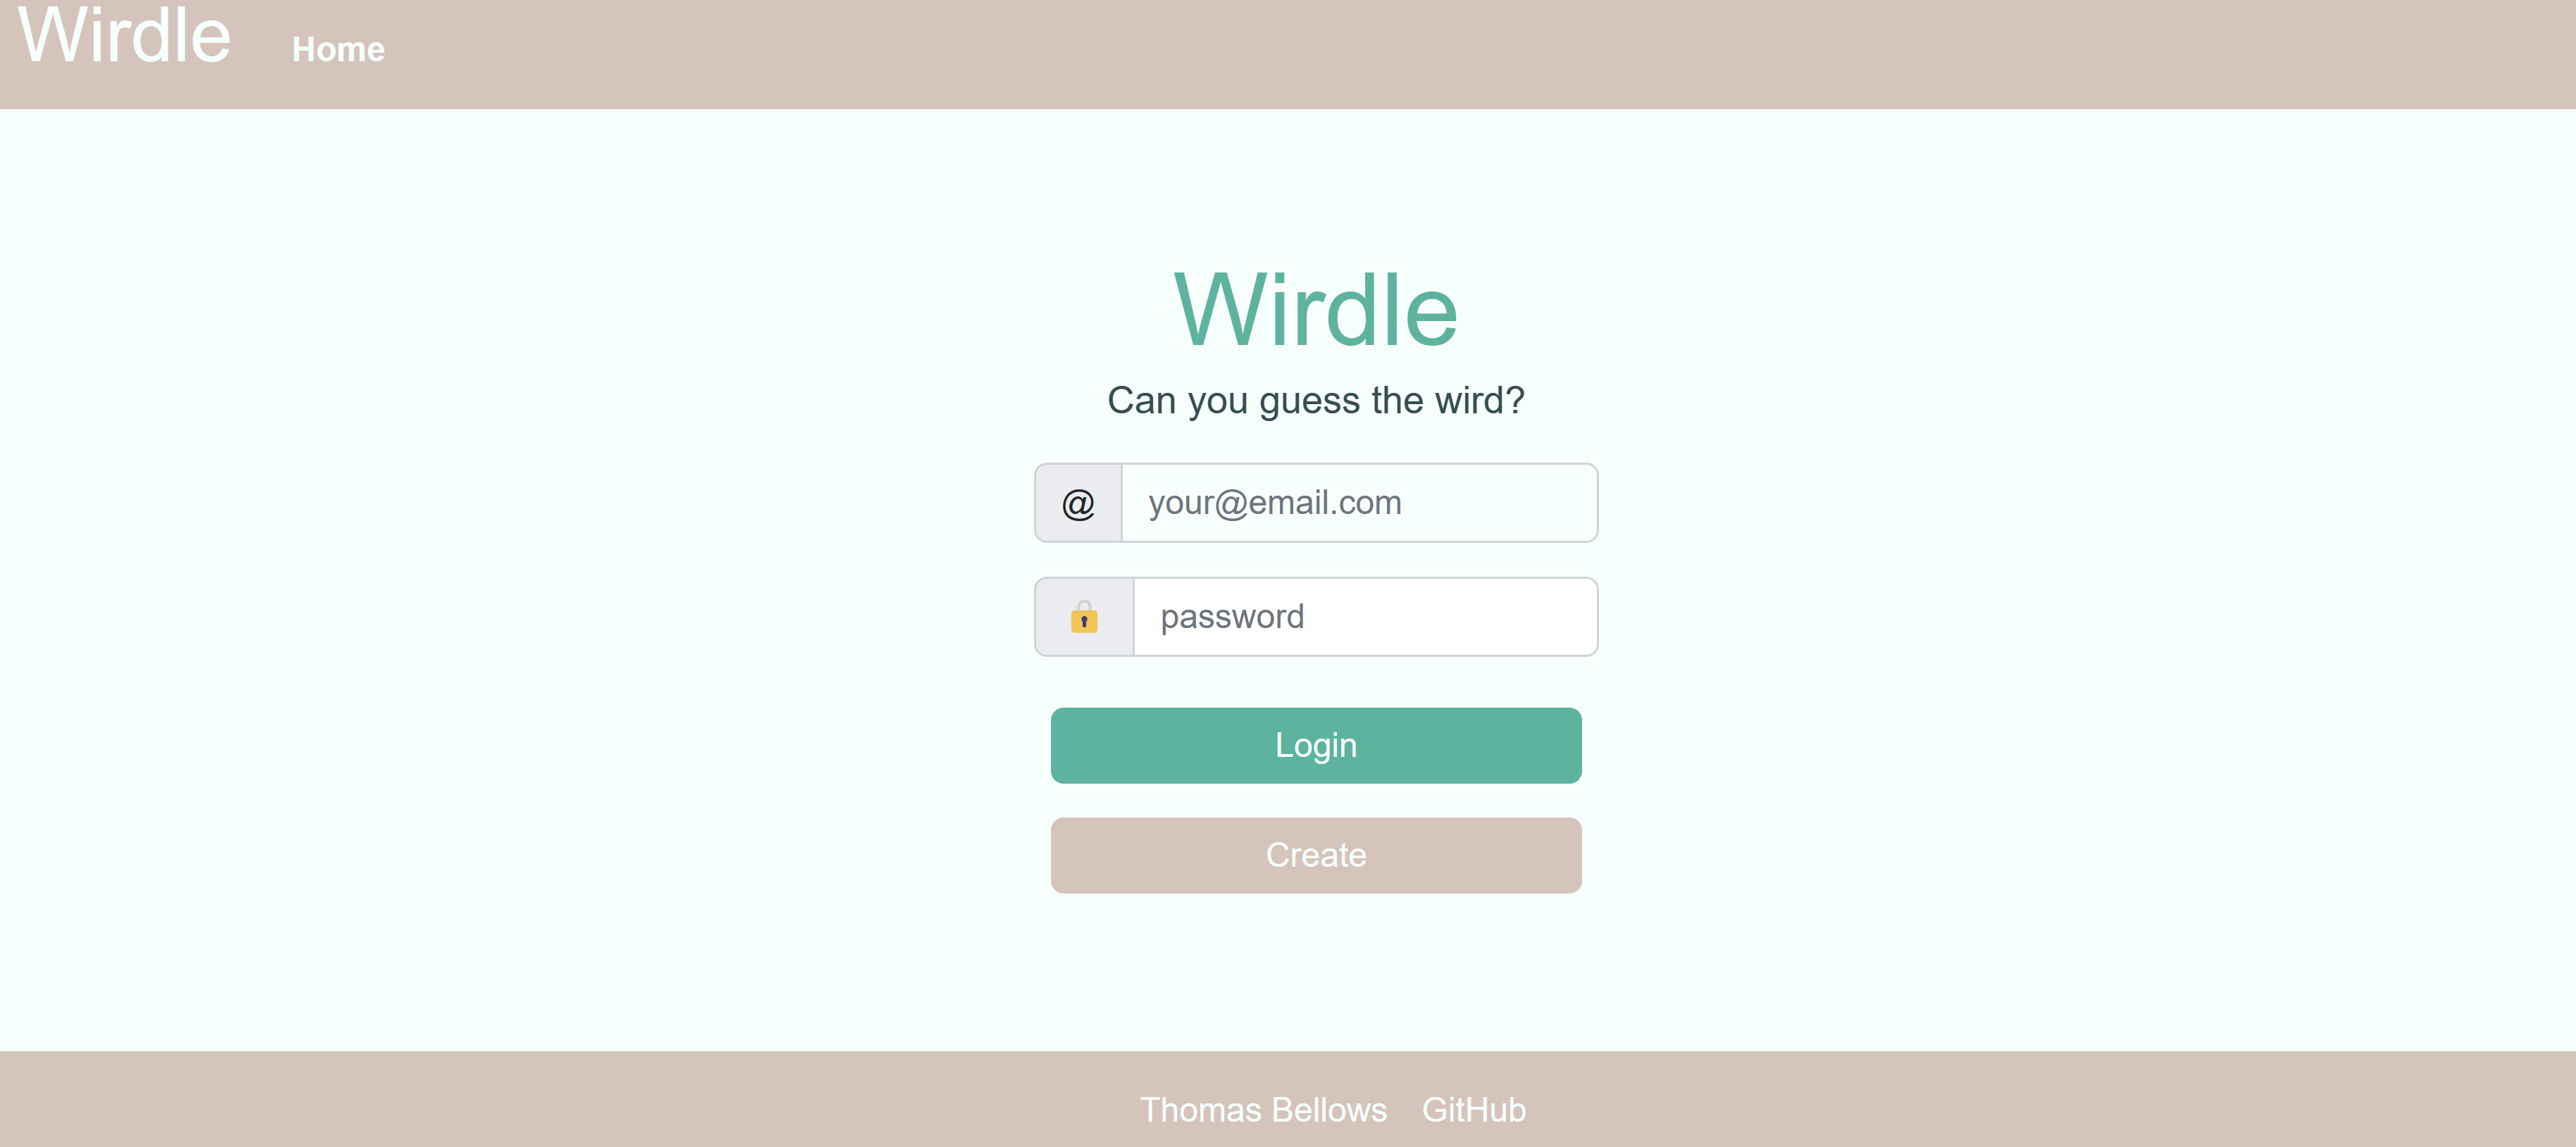 Wirdle Home
Wirdle
Can you guess the wird?
@ your@email.com
password
Login
Create
Thomas Bellows GitHub